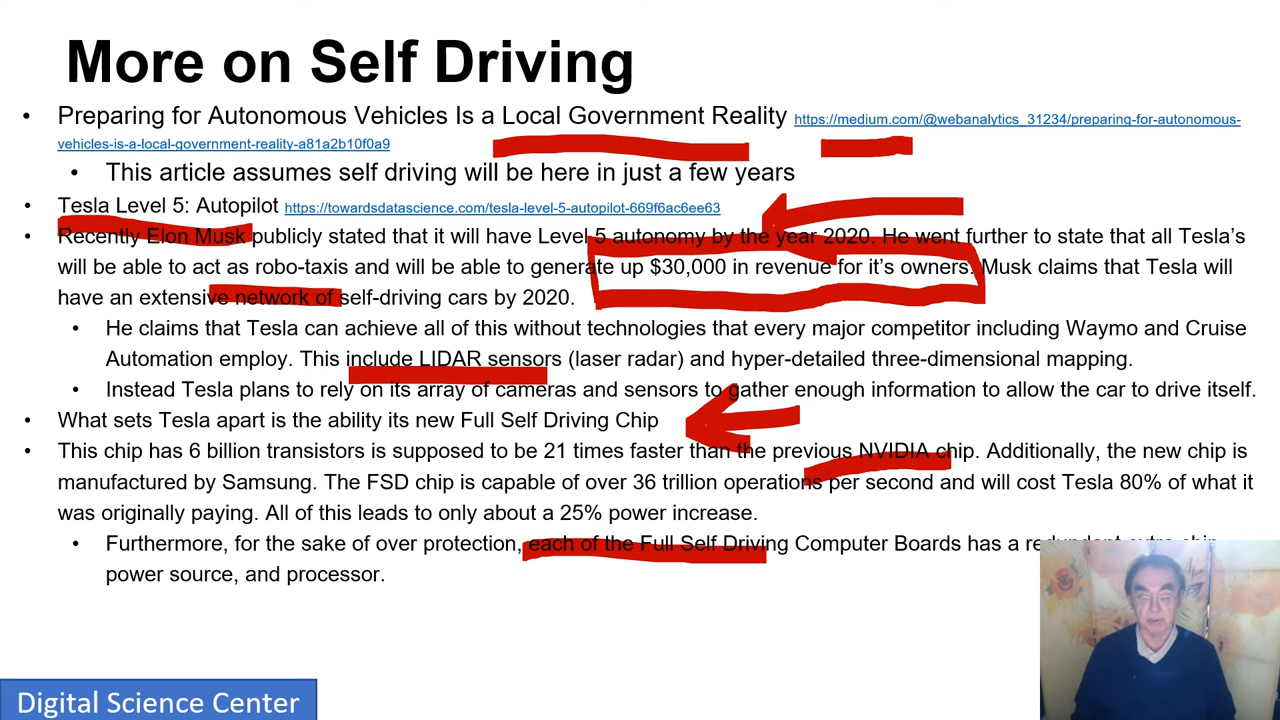 More on Self Driving
• Preparing for Autonomous Vehicles Is a Local Government Reality https://medium.com/@webanalytics_31234/preparing-for-autonomous-
vehicles-is-a-local-government-reality-a81a2b10f0a9
• This article assumes self driving will be here in just a few years
• Tesla Level 5: Autopilot https://towardsdatascience.com/tesla-level-5-autopilot-669f6ac6ee63
• Recently Elon Musk publicly stated that it will have Level 5 autonomy by the year 2020. He went further to state that all Tesla's
will be able to act as robo-taxis and will be able to generate up $30,000 in revenue for it's owners. Musk claims that Tesla will
have an extensive network of self-driving cars by 2020.
• He claims that Tesla can achieve all of this without technologies that every major competitor including Waymo and Cruise
Automation employ. This include LIDAR sensors (laser radar) and hyper-detailed three-dimensional mapping.
• Instead Tesla plans to rely on its array of cameras and sensors to gather enough information to allow the car to drive itself.
• What sets Tesla apart is the ability its new Full Self Driving Chip
• This chip has 6 billion transistors is supposed to be 21 times faster than the previous NVIDIA chip. Additionally, the new chip is
manufactured by Samsung. The FSD chip is capable of over 36 trillion operations per second and will cost Tesla 80% of what it
was originally paying. All of this leads to only about a 25% power increase.
• Furthermore, for the sake of over protection, each of the Full Self Driving Computer Boards has a redundant extra chip,
power source, and processor.
Digital Science Center